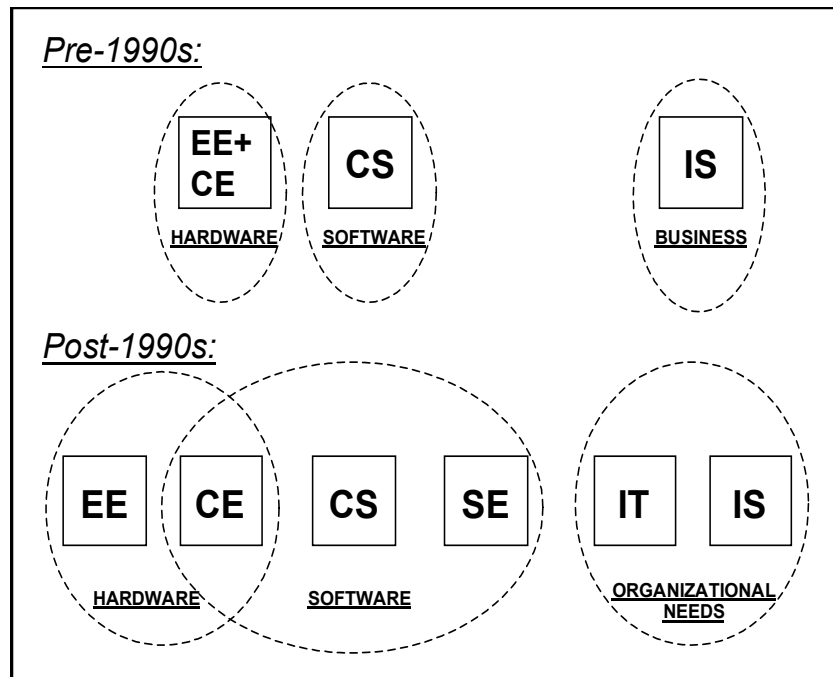 Pre-1990s:
EE+
CE
CS
IS
HARDWARE
SOFTWARE
BUSINESS
Post-1990s:
EE
CE
CS
SE
IT
IS
HARDWARE
SOFTWARE
ORGANIZATIONAL
NEEDS